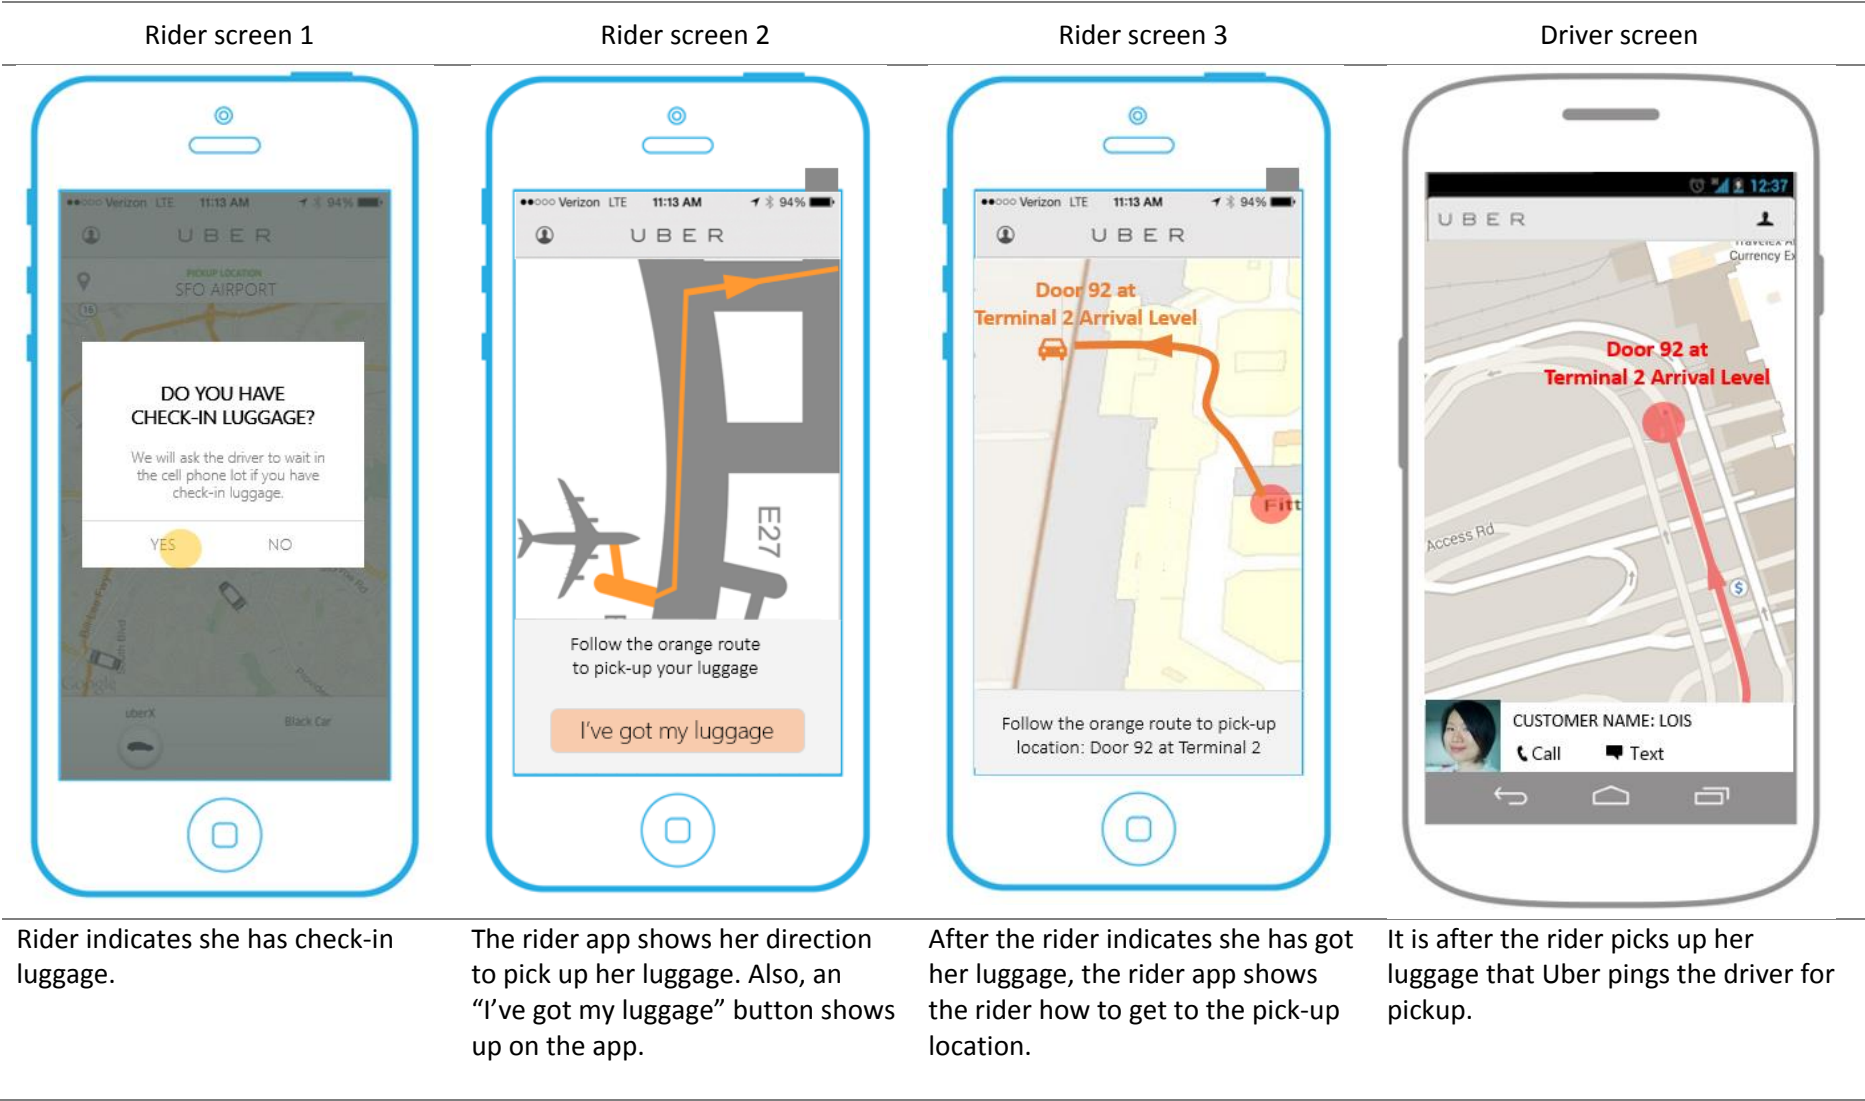 Rider screen 1
Rider screen 2
Rider screen 3
Driver screen
●●○○○ Verizon LTE 11:13 AM 94%
UBER
PICKUP LOCATION
SFO AIRPORT
16
DO YOU HAVE
CHECK-IN LUGGAGE?
We will ask the driver to wait in
the cell phone lot if you have
check-in luggage.
YES NO
Google
uberX
Black Car
●●○○○ Verizon LTE 11:13 AM 94%
UBER
E27
Follow the orange route
to pick-up your luggage
I've got my luggage
●●○○○ Verizon LTE 11:13 AM 94%
UBER
Door 92 at
Terminal 2 Arrival Level
Fitt
Follow the orange route to pick-up
location: Door 92 at Terminal 2
12:37
UBER
Travelex
Currency Ex
Door 92 at
Terminal 2 Arrival Level
Access Rd
$
CUSTOMER NAME: LOIS
Call Text
Rider indicates she has check-in
luggage.
The rider app shows her direction
to pick up her luggage. Also, an
“I’ve got my luggage” button shows
up on the app.
After the rider indicates she has got
her luggage, the rider app shows
the rider how to get to the pick-up
location.
It is after the rider picks up her
luggage that Uber pings the driver for
pickup.